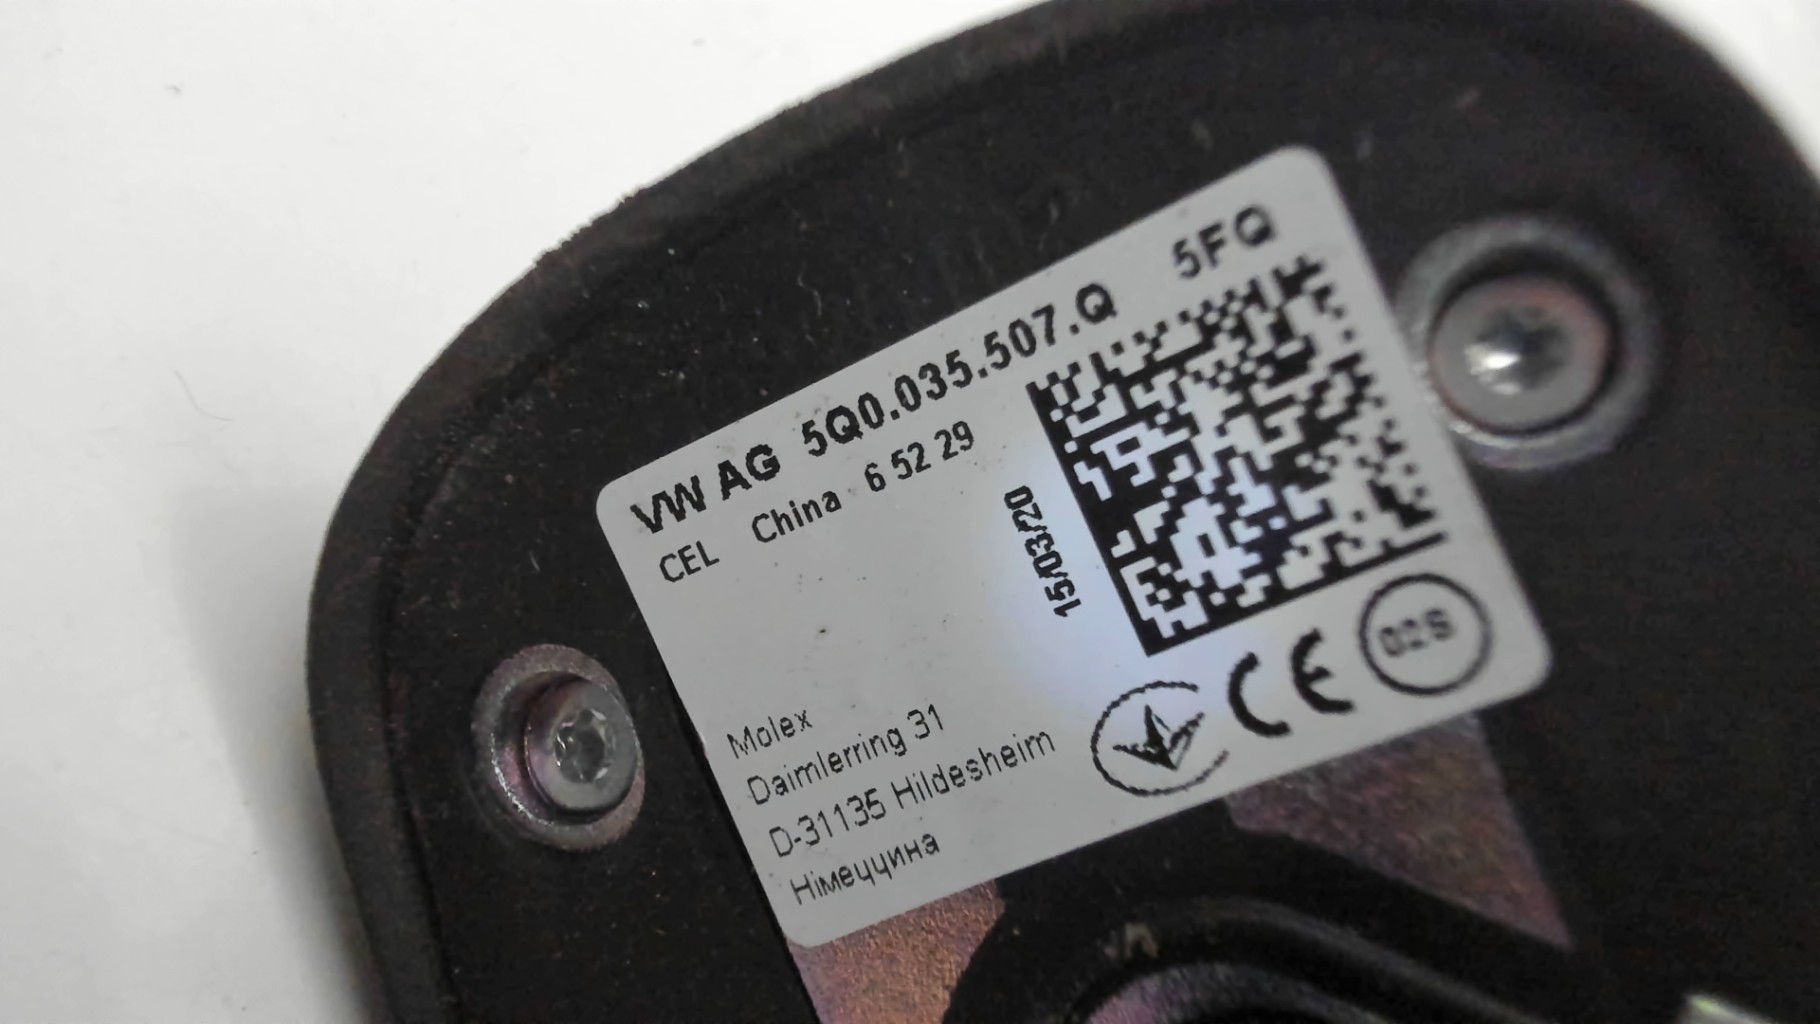 VW AG 5Q0.035.507.Q 5FQ
CEL China 6 52 29
15/03/20
Molex
Daimlerring 31
D-31135 Hildesheim
Німеччина
CE
02S